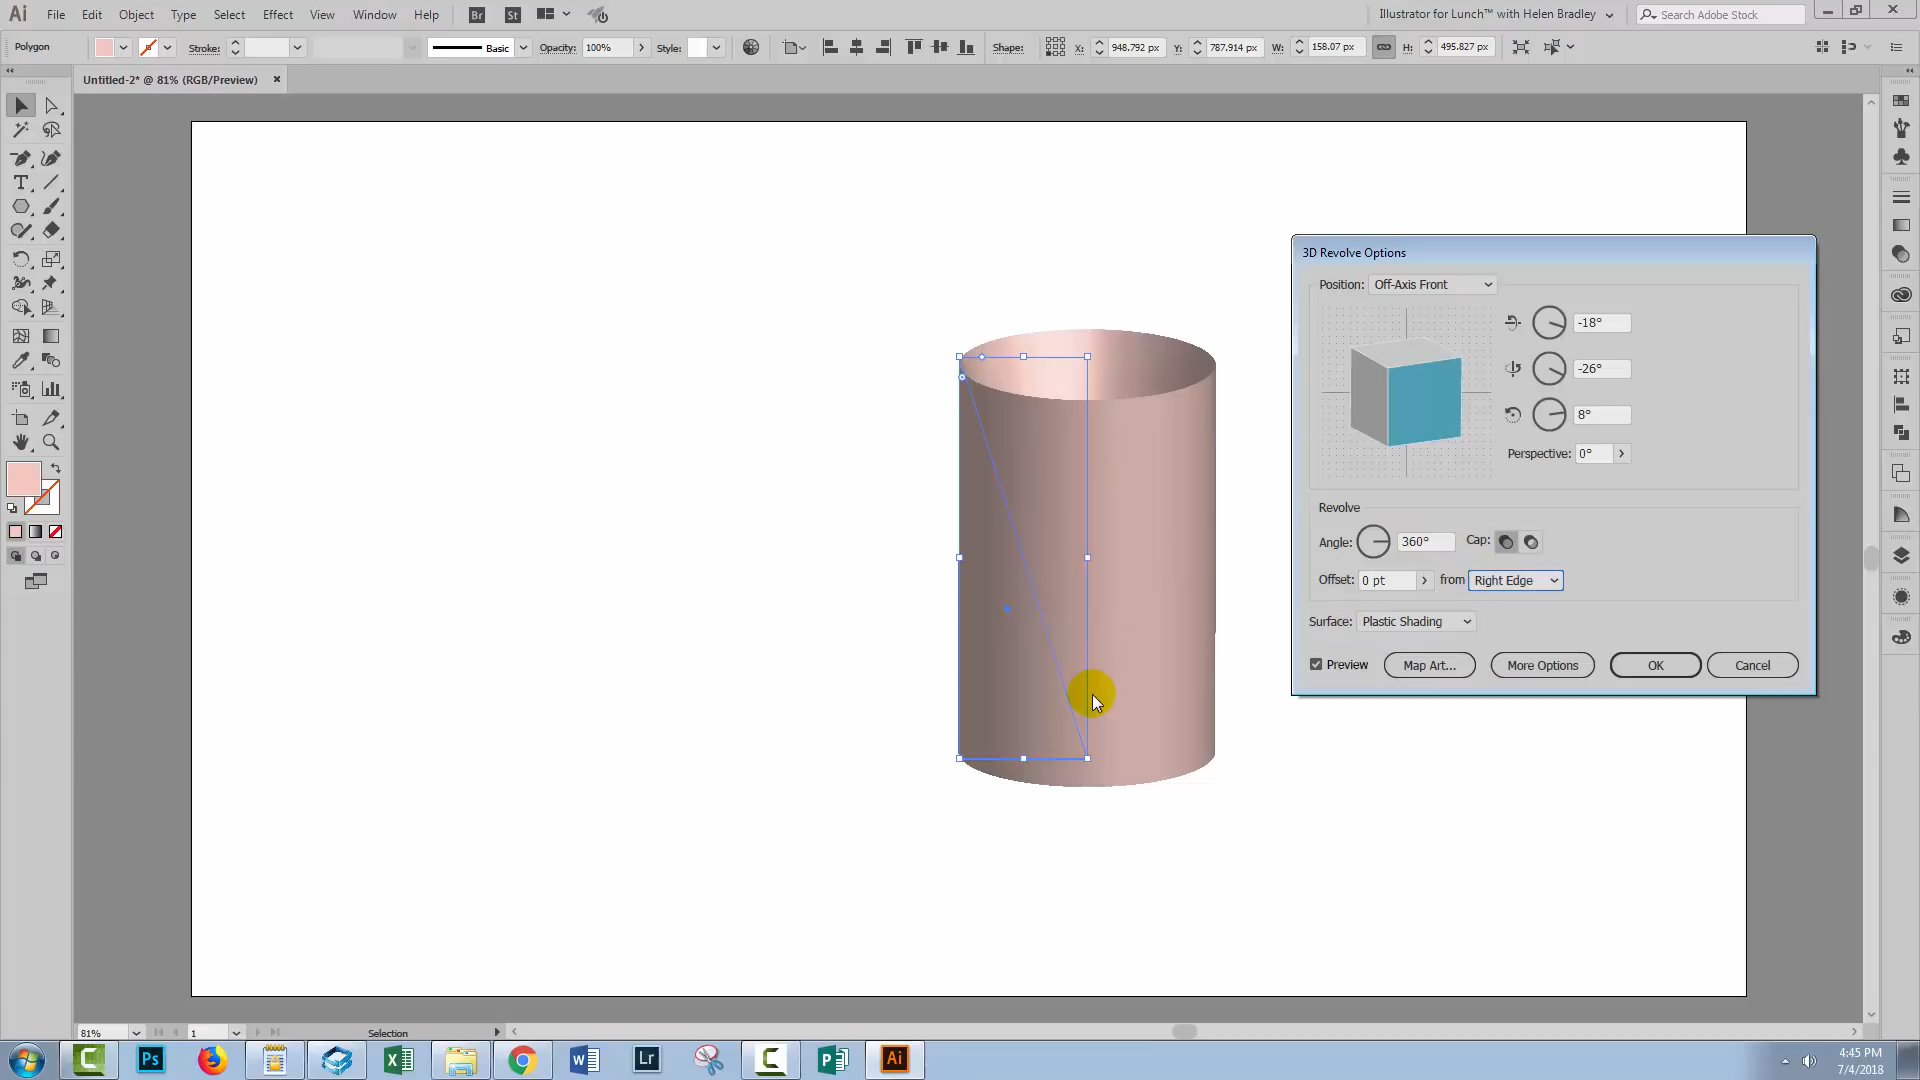 Ai File Edit Object Type Select Effect View Window Help Br St Illustrator for Lunch™ with Helen Bradley Search Adobe Stock
Polygon Stroke: Basic Opacity: 100% Style: Shape: X: 948.792 px Y: 787.914 px W: 158.07 px H: 495.827 px
Untitled-2* @ 81% (RGB/Preview)
3D Revolve Options
Position: Off-Axis Front
-18°
-26°
8°
Perspective: 0°
Revolve
Angle: 360° Cap:
Offset: 0 pt from Right Edge
Surface: Plastic Shading
Preview Map Art... More Options OK Cancel
81% 1 Selection
Ps Lr Ai
4:45 PM
7/4/2018